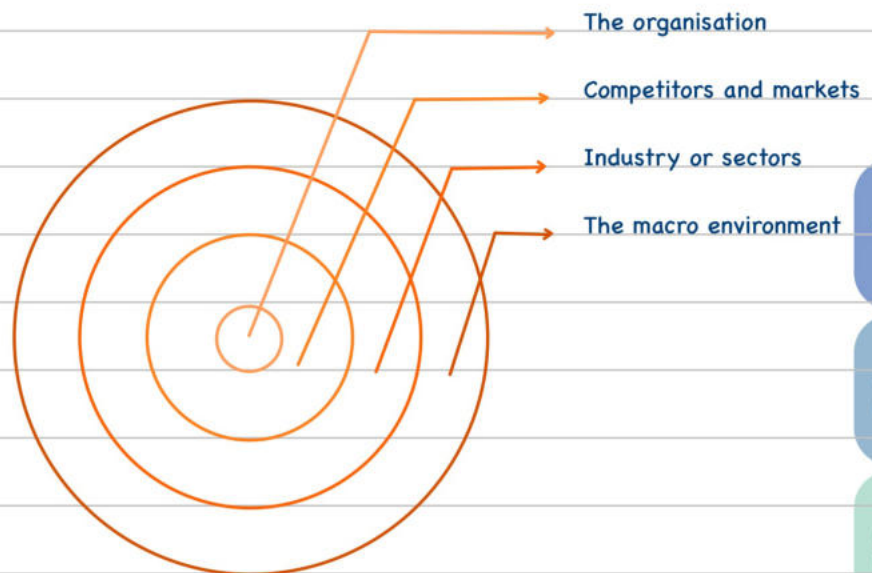 The organisation
Competitors and markets
Industry or sectors
The macro environment